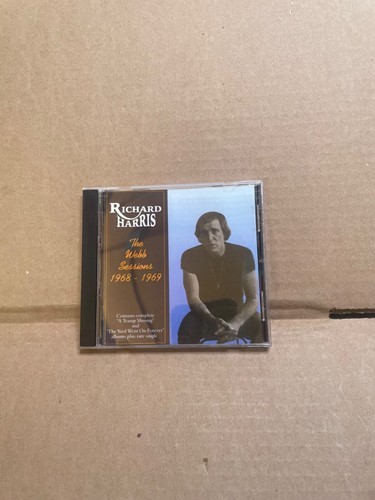 RICHARD
HARRIS
The
Webb
Sessions
1968 - 1969
Contains complete
"A Tramp Shining"
and
"The Yard Went On Forever"
albums plus rare single